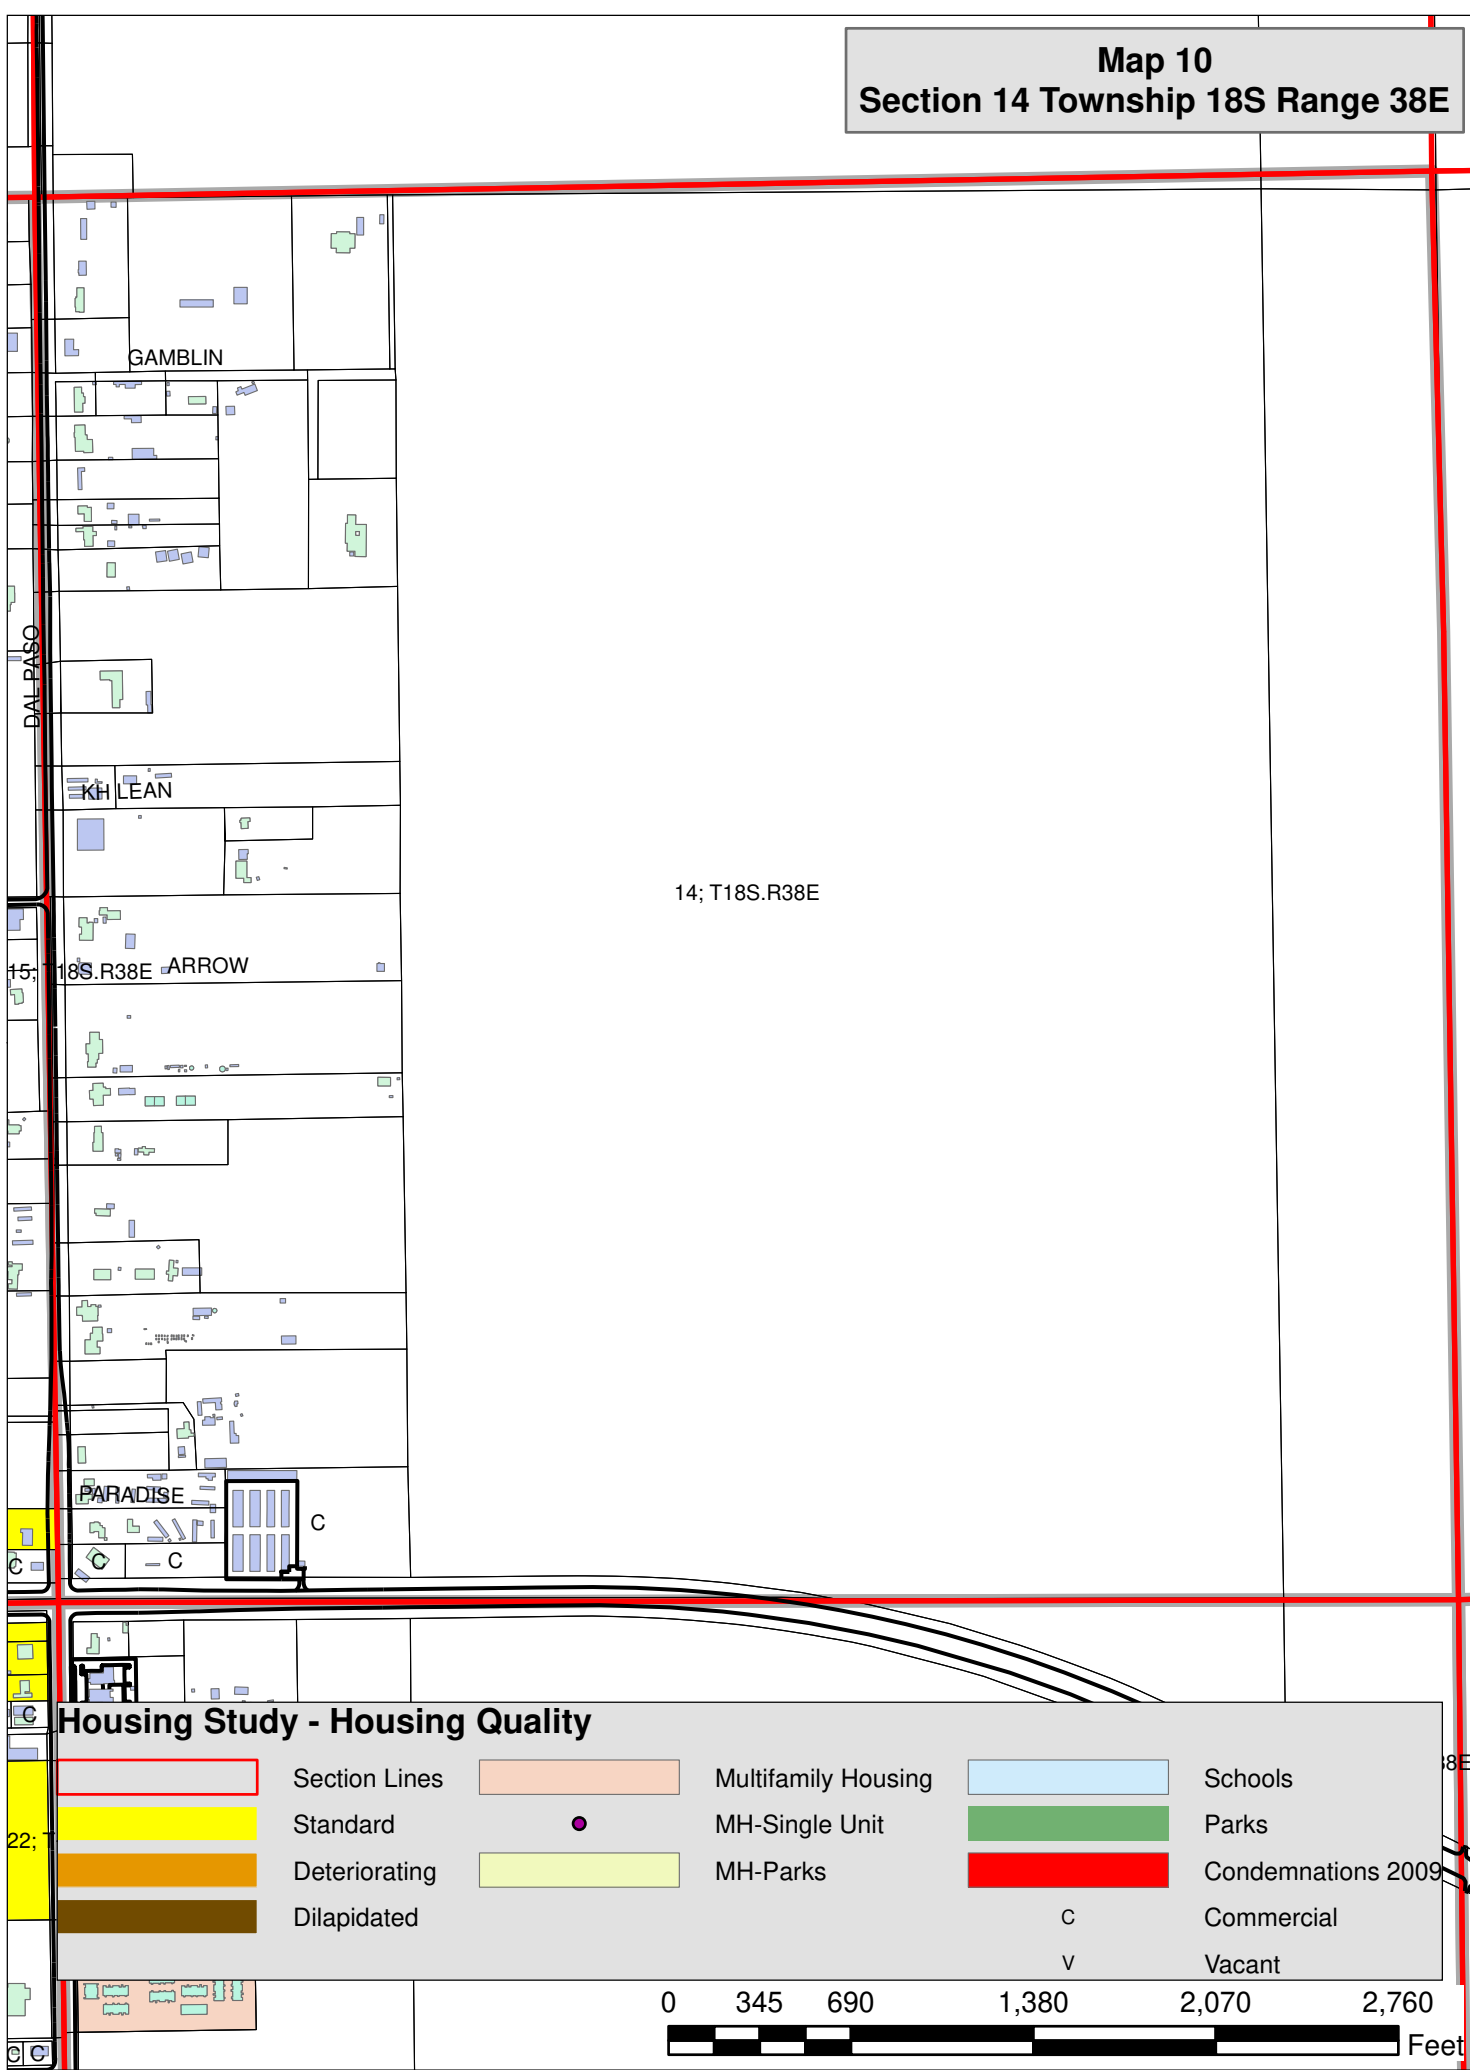 Map 10
Section 14 Township 18S Range 38E
GAMBLIN
DAL PASO
KH LEAN
14; T18S.R38E
15; T18S.R38E
ARROW
PARADISE
C
C
C
C
C
Housing Study - Housing Quality
Section Lines
Multifamily Housing
Schools
38E
Standard
MH-Single Unit
Parks
22; T
Deteriorating
MH-Parks
Condemnations 2009
Dilapidated
C
Commercial
V
Vacant
0 345 690 1,380 2,070 2,760
Feet
C C